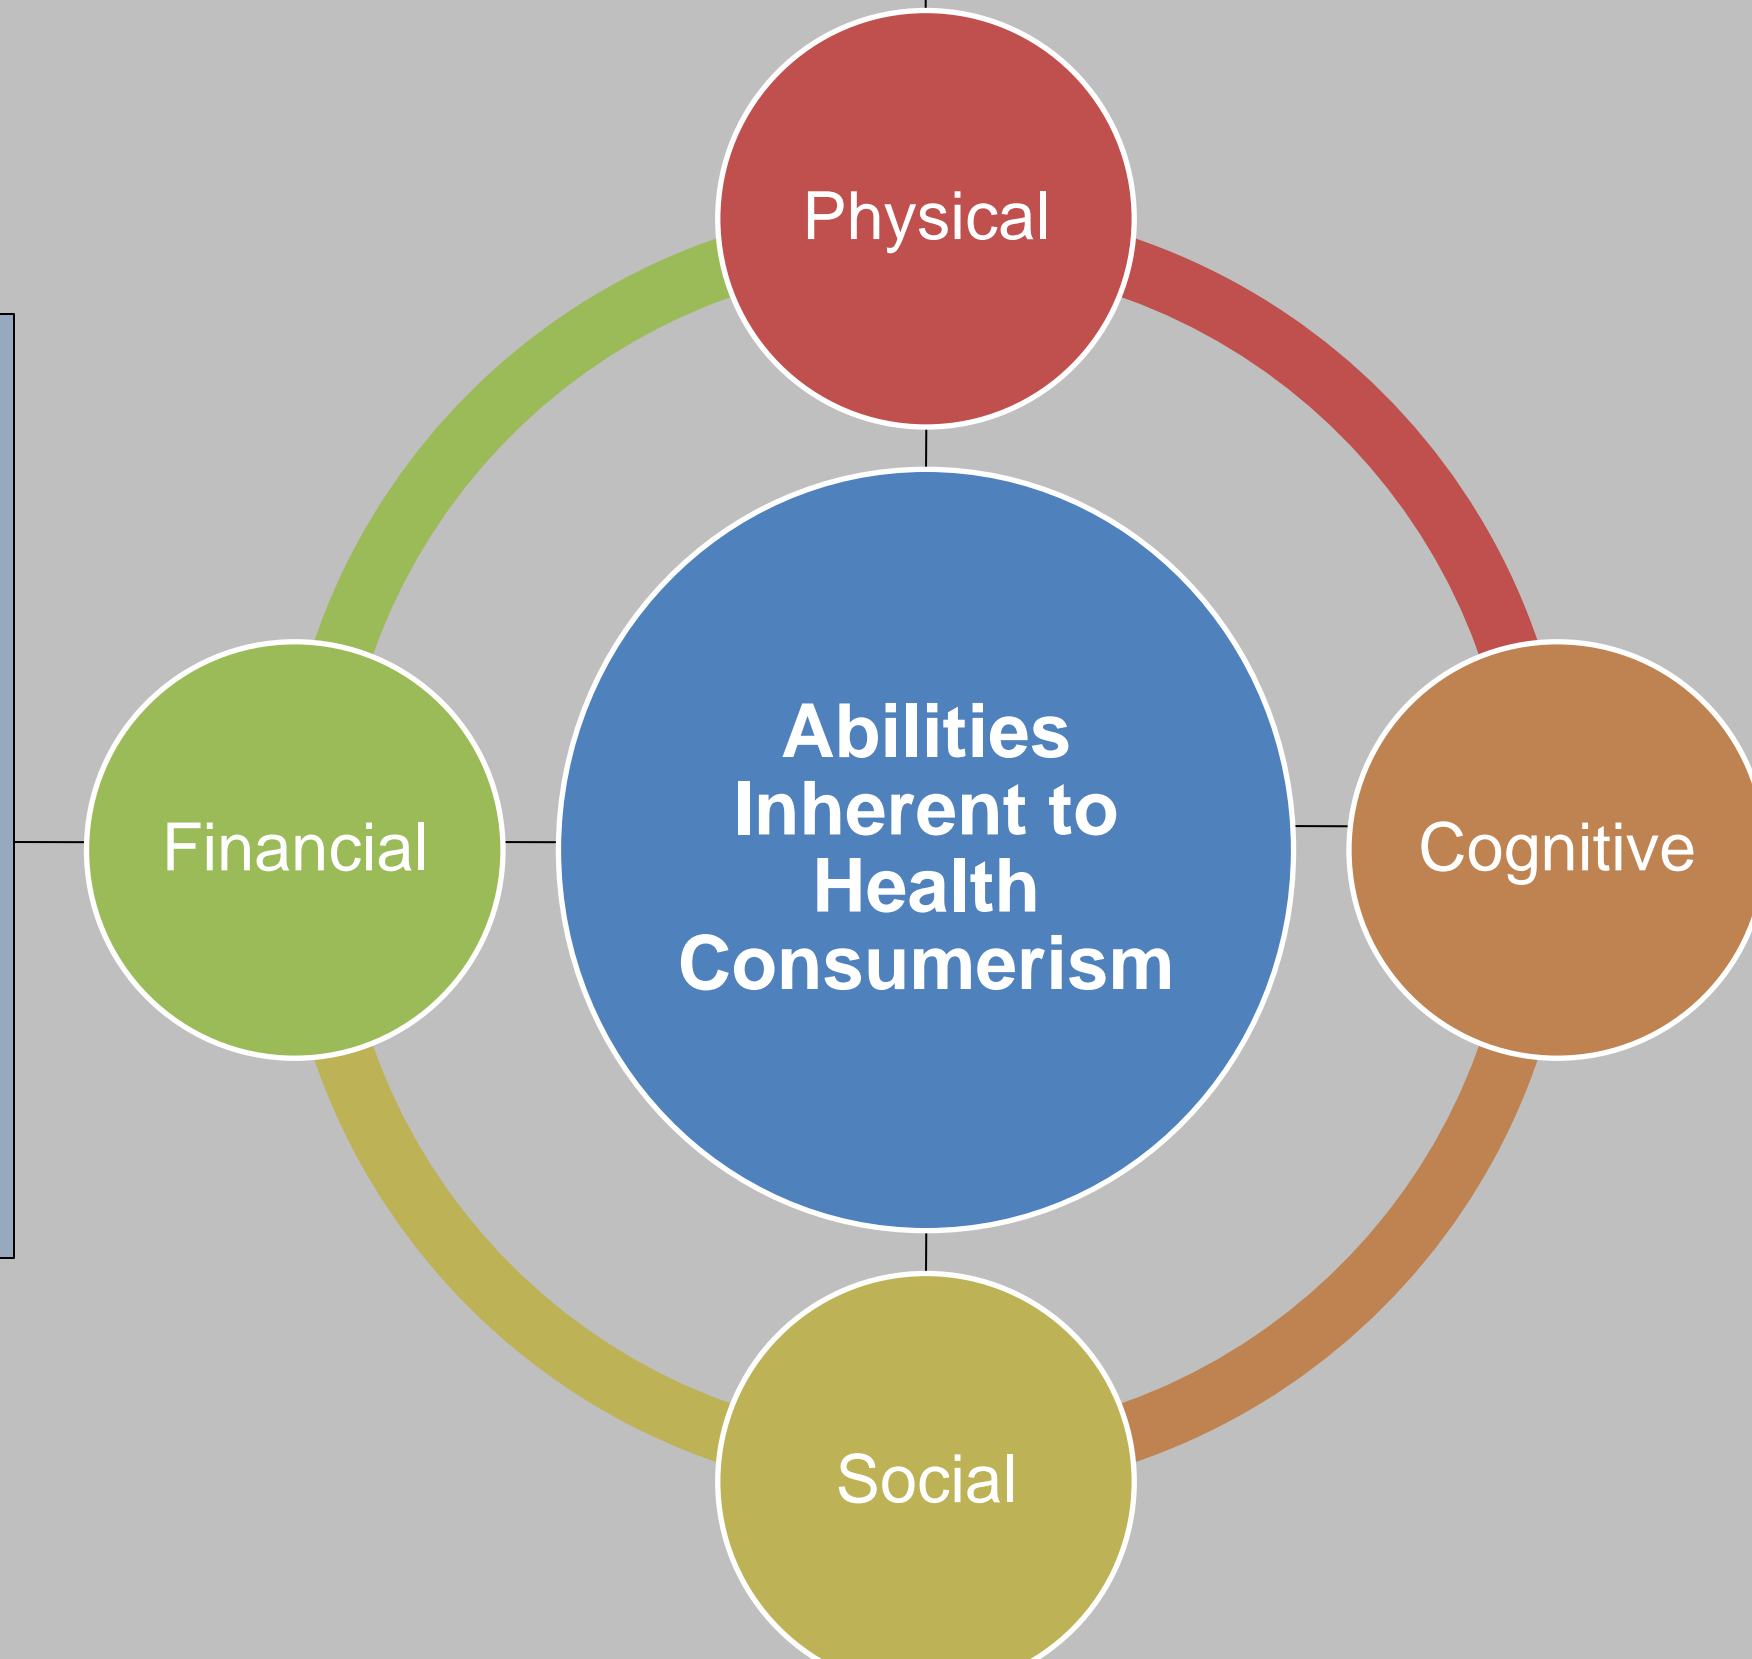 Physical
Financial
Abilities
Inherent to
Health
Consumerism
Cognitive
Social